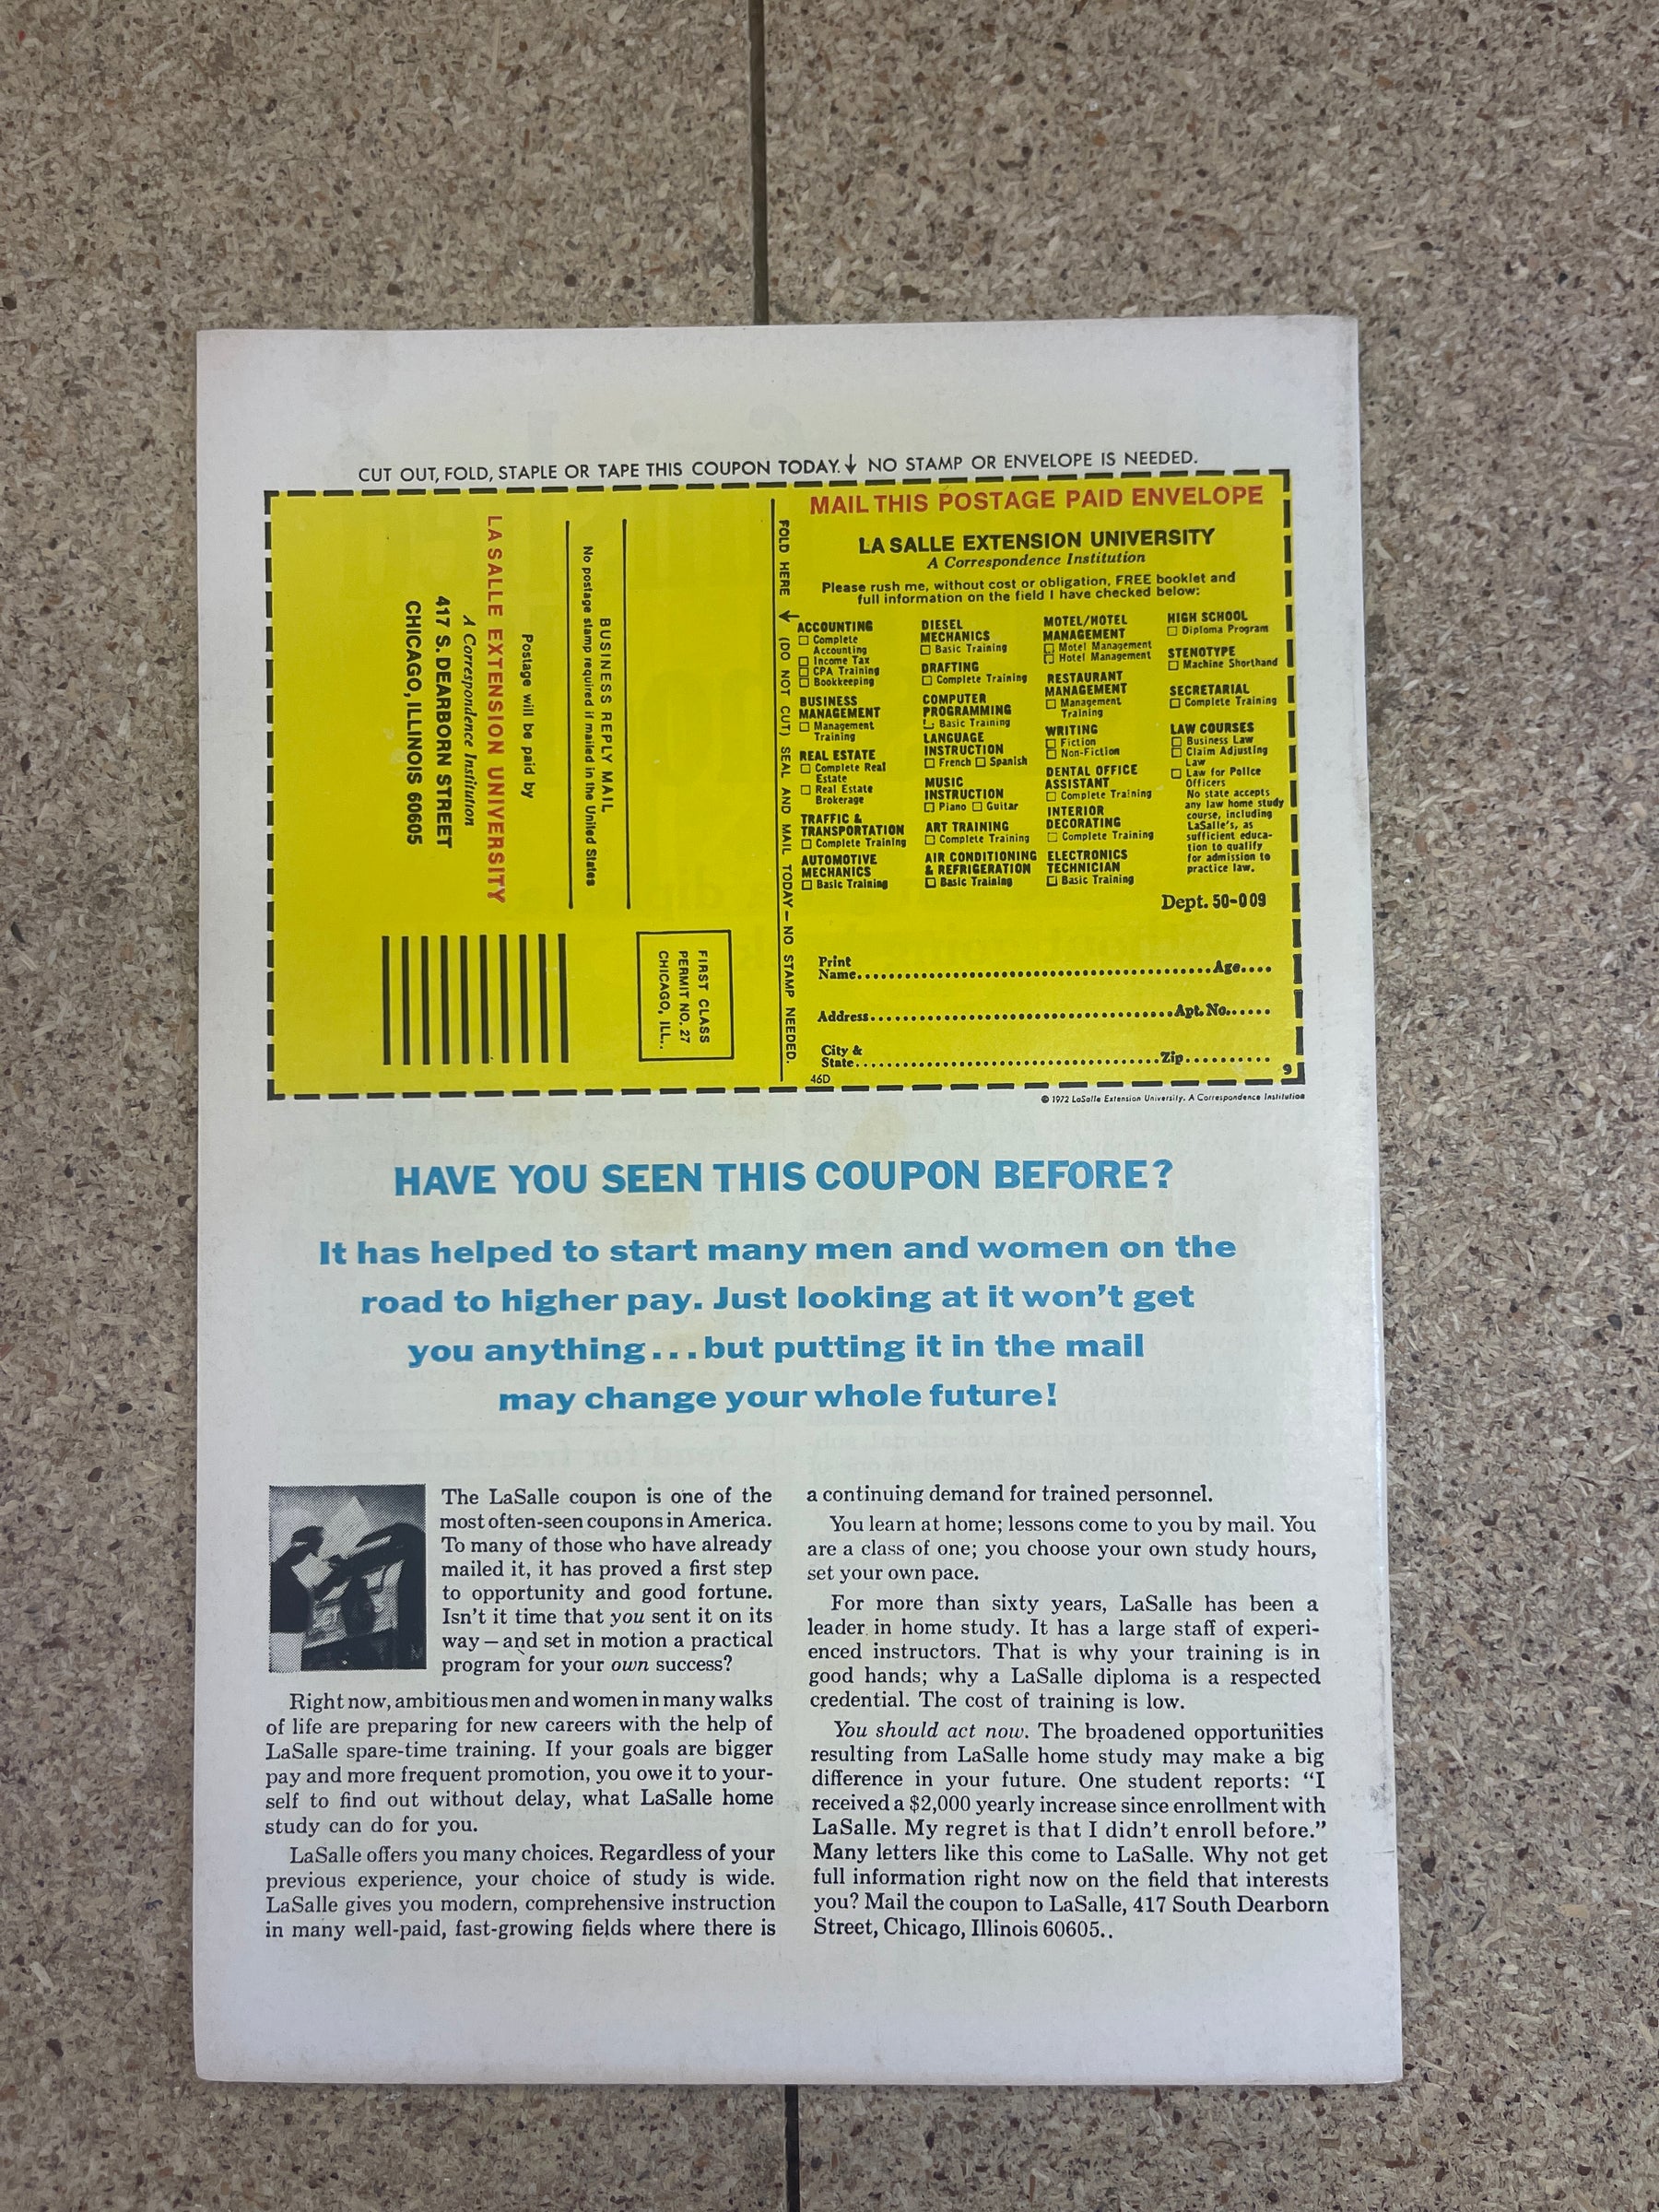 CUT OUT, FOLD, STAPLE OR TAPE THIS COUPON TODAY.↓ NO STAMP OR ENVELOPE IS NEEDED.
LA SALLE EXTENSION UNIVERSITY
A Correspondence Institution
417 S. DEARBORN STREET
CHICAGO, ILLINOIS 60605
Postage will be paid by
BUSINESS REPLY MAIL
No postage stamp required if mailed in the United States
FIRST CLASS
PERMIT NO. 27
CHICAGO, ILL..
FOLD HERE (DO NOT CUT) SEAL AND MAIL TODAY—NO STAMP NEEDED.
MAIL THIS POSTAGE PAID ENVELOPE
LA SALLE EXTENSION UNIVERSITY
A Correspondence Institution
Please rush me, without cost or obligation, FREE booklet and
full information on the field I have checked below:
ACCOUNTING
☐ Complete
Accounting
☐ Income Tax
☐ CPA Training
☐ Bookkeeping
BUSINESS
MANAGEMENT
☐ Management
Training
REAL ESTATE
☐ Complete Real
Estate
☐ Real Estate
Brokerage
TRAFFIC &
TRANSPORTATION
☐ Complete Training
AUTOMOTIVE
MECHANICS
☐ Basic Training
DIESEL
MECHANICS
☐ Basic Training
DRAFTING
☐ Complete Training
COMPUTER
PROGRAMMING
☐ Basic Training
LANGUAGE
INSTRUCTION
☐ French ☐ Spanish
MUSIC
INSTRUCTION
☐ Piano ☐ Guitar
ART TRAINING
☐ Complete Training
AIR CONDITIONING
& REFRIGERATION
☐ Basic Training
MOTEL/HOTEL
MANAGEMENT
☐ Motel Management
☐ Hotel Management
RESTAURANT
MANAGEMENT
☐ Management
Training
WRITING
☐ Fiction
☐ Non-Fiction
DENTAL OFFICE
ASSISTANT
☐ Complete Training
INTERIOR
DECORATING
☐ Complete Training
ELECTRONICS
TECHNICIAN
☐ Basic Training
HIGH SCHOOL
☐ Diploma Program
STENOTYPE
☐ Machine Shorthand
SECRETARIAL
☐ Complete Training
LAW COURSES
☐ Business Law
☐ Claim Adjusting
Law
☐ Law for Police
Officers
No state accepts
any law home study
course, including
LaSalle's, as
sufficient educa-
tion to qualify
for admission to
practice law.
Dept. 50-009
Print
Name........Age....
Address........Apt. No......
City &
State........Zip..........
46D
9
© 1972 LaSalle Extension University. A Correspondence Institution
HAVE YOU SEEN THIS COUPON BEFORE?
It has helped to start many men and women on the
road to higher pay. Just looking at it won't get
you anything...but putting it in the mail
may change your whole future!
The LaSalle coupon is one of the
most often-seen coupons in America.
To many of those who have already
mailed it, it has proved a first step
to opportunity and good fortune.
Isn't it time that you sent it on its
way—and set in motion a practical
program for your own success?
Right now, ambitious men and women in many walks
of life are preparing for new careers with the help of
LaSalle spare-time training. If your goals are bigger
pay and more frequent promotion, you owe it to your-
self to find out without delay, what LaSalle home
study can do for you.
LaSalle offers you many choices. Regardless of your
previous experience, your choice of study is wide.
LaSalle gives you modern, comprehensive instruction
in many well-paid, fast-growing fields where there is
a continuing demand for trained personnel.
You learn at home; lessons come to you by mail. You
are a class of one; you choose your own study hours,
set your own pace.
For more than sixty years, LaSalle has been a
leader in home study. It has a large staff of experi-
enced instructors. That is why your training is in
good hands; why a LaSalle diploma is a respected
credential. The cost of training is low.
You should act now. The broadened opportunities
resulting from LaSalle home study may make a big
difference in your future. One student reports: "I
received a $2,000 yearly increase since enrollment with
LaSalle. My regret is that I didn't enroll before."
Many letters like this come to LaSalle. Why not get
full information right now on the field that interests
you? Mail the coupon to LaSalle, 417 South Dearborn
Street, Chicago, Illinois 60605..